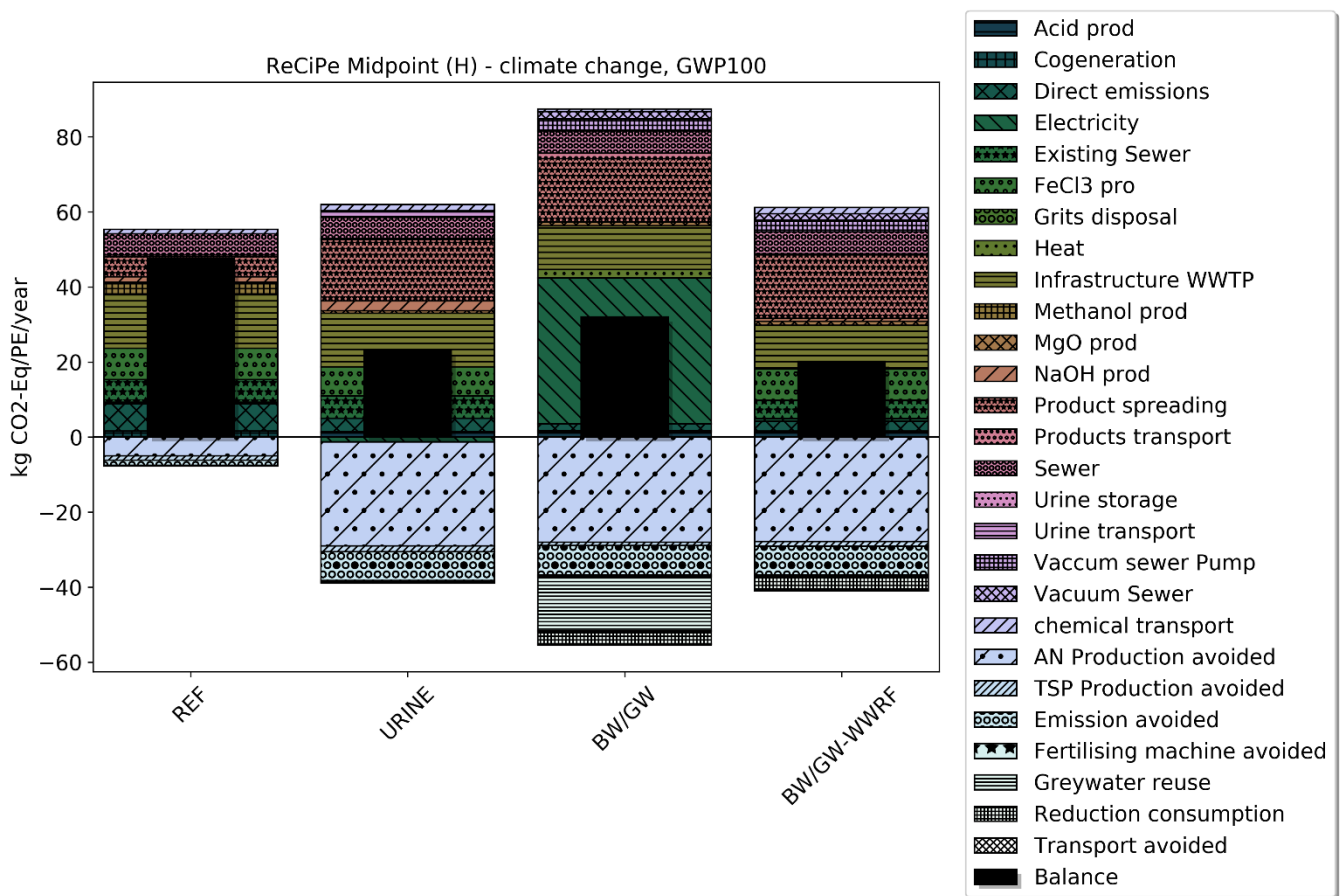 ReCiPe Midpoint (H) - climate change, GWP100
kg CO2-Eq/PE/year
80
60
40
20
0
−20
−40
−60
REF
URINE
BW/GW
BW/GW-WWRF
Acid prod
Cogeneration
Direct emissions
Electricity
Existing Sewer
FeCl3 pro
Grits disposal
Heat
Infrastructure WWTP
Methanol prod
MgO prod
NaOH prod
Product spreading
Products transport
Sewer
Urine storage
Urine transport
Vaccum sewer Pump
Vacuum Sewer
chemical transport
AN Production avoided
TSP Production avoided
Emission avoided
Fertilising machine avoided
Greywater reuse
Reduction consumption
Transport avoided
Balance